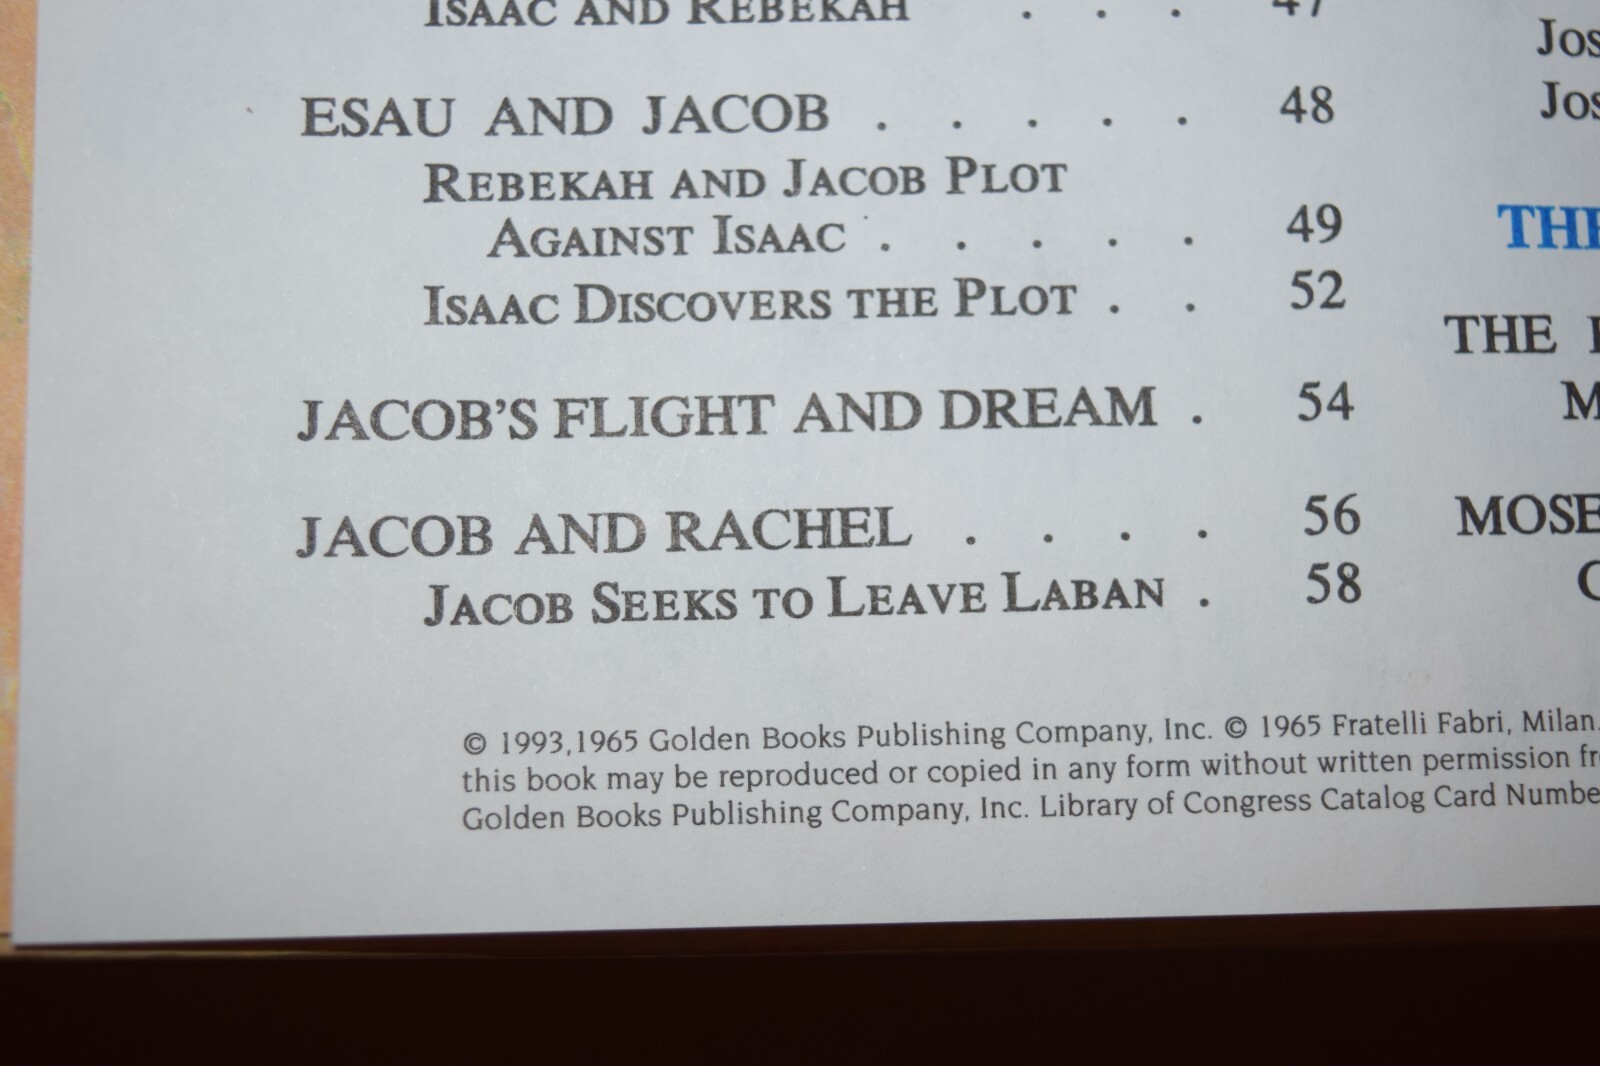 ISAAC AND REBEKAH . . . 47
ESAU AND JACOB . . . . . 48
REBEKAH AND JACOB PLOT
AGAINST ISAAC . . . . . 49
ISAAC DISCOVERS THE PLOT . . 52
JACOB'S FLIGHT AND DREAM . 54
JACOB AND RACHEL . . . . 56
JACOB SEEKS TO LEAVE LABAN . 58
© 1993,1965 Golden Books Publishing Company, Inc. © 1965 Fratelli Fabri, Milan.
this book may be reproduced or copied in any form without written permission
Golden Books Publishing Company, Inc. Library of Congress Catalog Card
THE